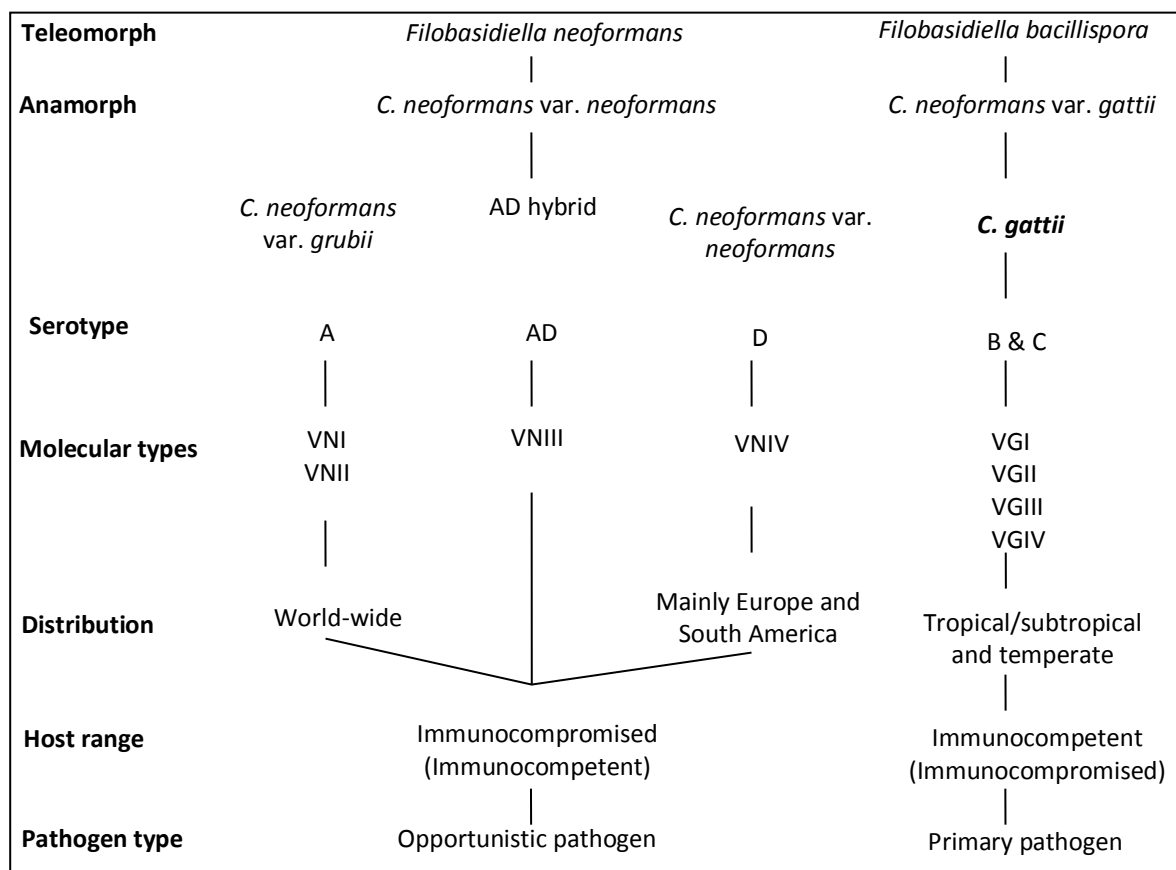 Teleomorph Filobasidiella neoformans Filobasidiella bacillispora
Anamorph C. neoformans var. neoformans C. neoformans var. gattii
C. neoformans
var. grubii
AD hybrid
C. neoformans var.
neoformans
C. gattii
Serotype A AD D B & C
Molecular types
VNI
VNII
VNIII
VNIV
VGI
VGII
VGIII
VGIV
Distribution
World-wide
Mainly Europe and
South America
Tropical/subtropical
and temperate
Host range
Immunocompromised
(Immunocompetent)
Immunocompetent
(Immunocompromised)
Pathogen type Opportunistic pathogen Primary pathogen